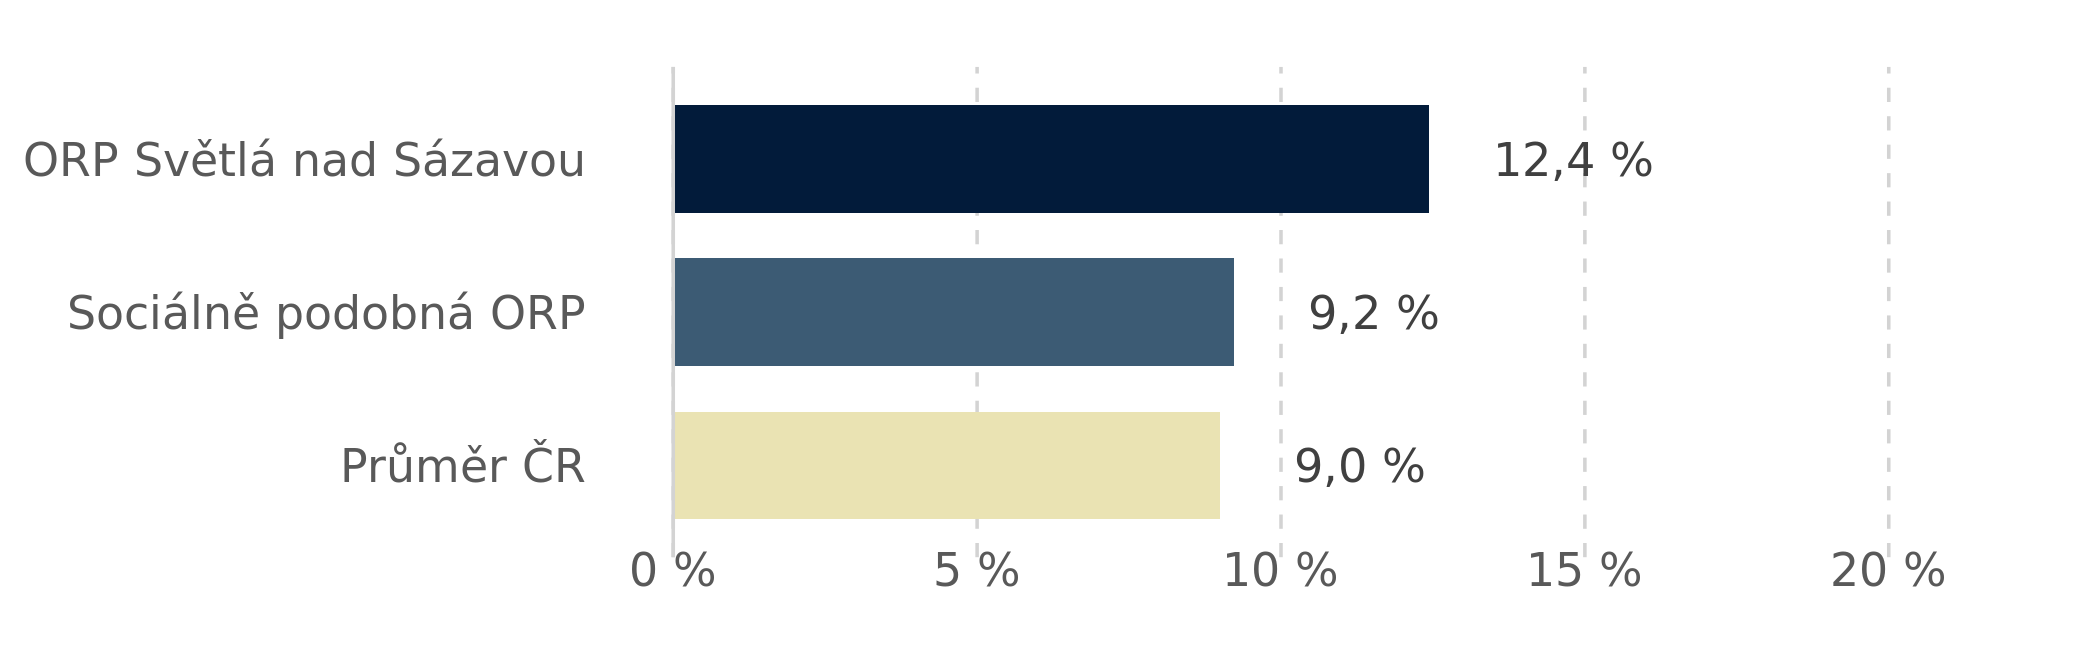 ORP Světlá nad Sázavou
12,4 %
Sociálně podobná ORP
9,2 %
Průměr ČR
9,0 %
0 % 5 % 10 % 15 % 20 %